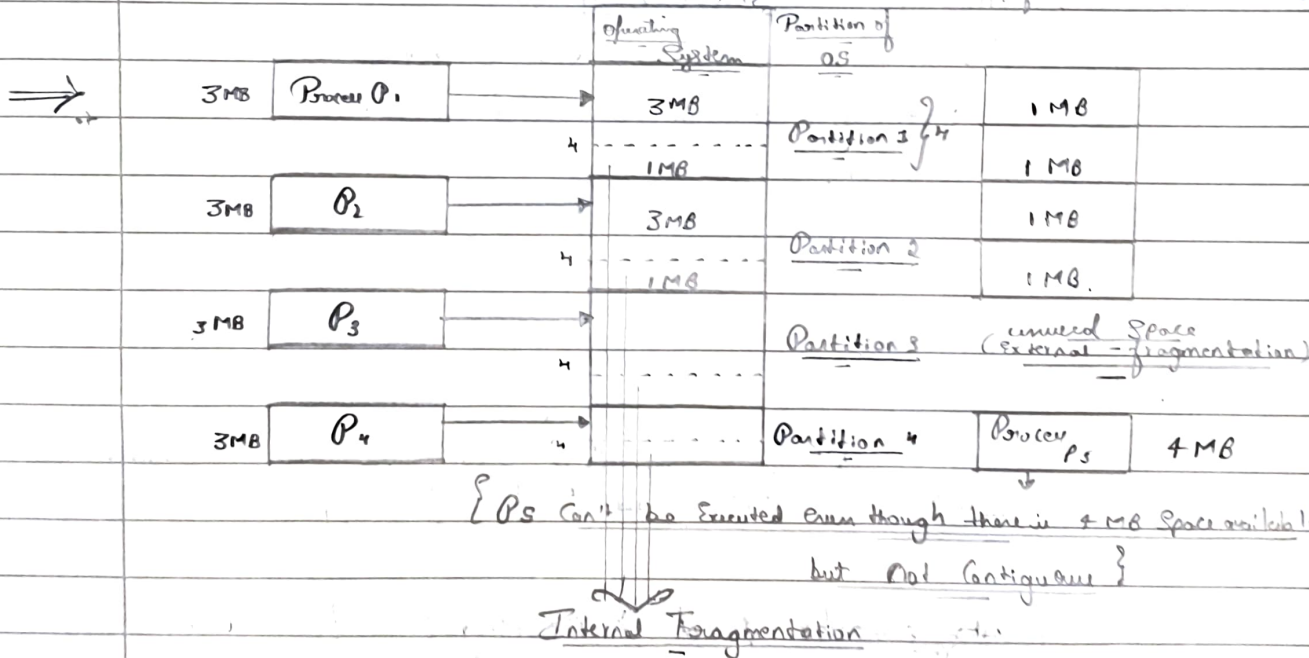 Operating System
Partition of OS
3MB Process P1 3MB 1 MB
4 Partition 1 } 4
1MB 1 MB
3MB P2 3MB 1 MB
4 Partition 2
1MB 1 MB.
3MB P3 Partition 3 unused Space
(External-fragmentation)
4
3MB P4 4 Partition 4 Process P5 4 MB
{ P5 Can't be Executed even though there is 4 MB Space availabl
but not Contiguous }
Internal Fragmentation